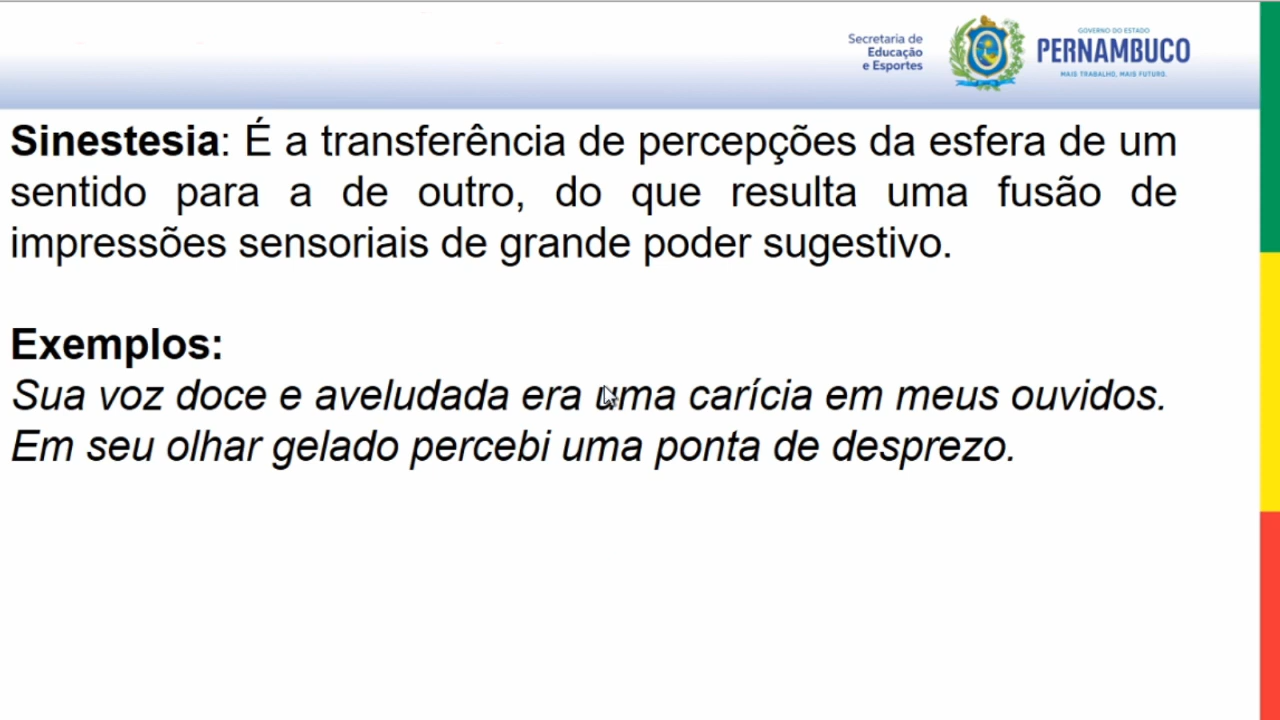 Secretaria de
Educação
e Esportes
GOVERNO DO ESTADO
PERNAMBUCO
MAIS TRABALHO, MAIS FUTURO.
Sinestesia: É a transferência de percepções da esfera de um
sentido para a de outro, do que resulta uma fusão de
impressões sensoriais de grande poder sugestivo.
Exemplos:
Sua voz doce e aveludada era uma carícia em meus ouvidos.
Em seu olhar gelado percebi uma ponta de desprezo.